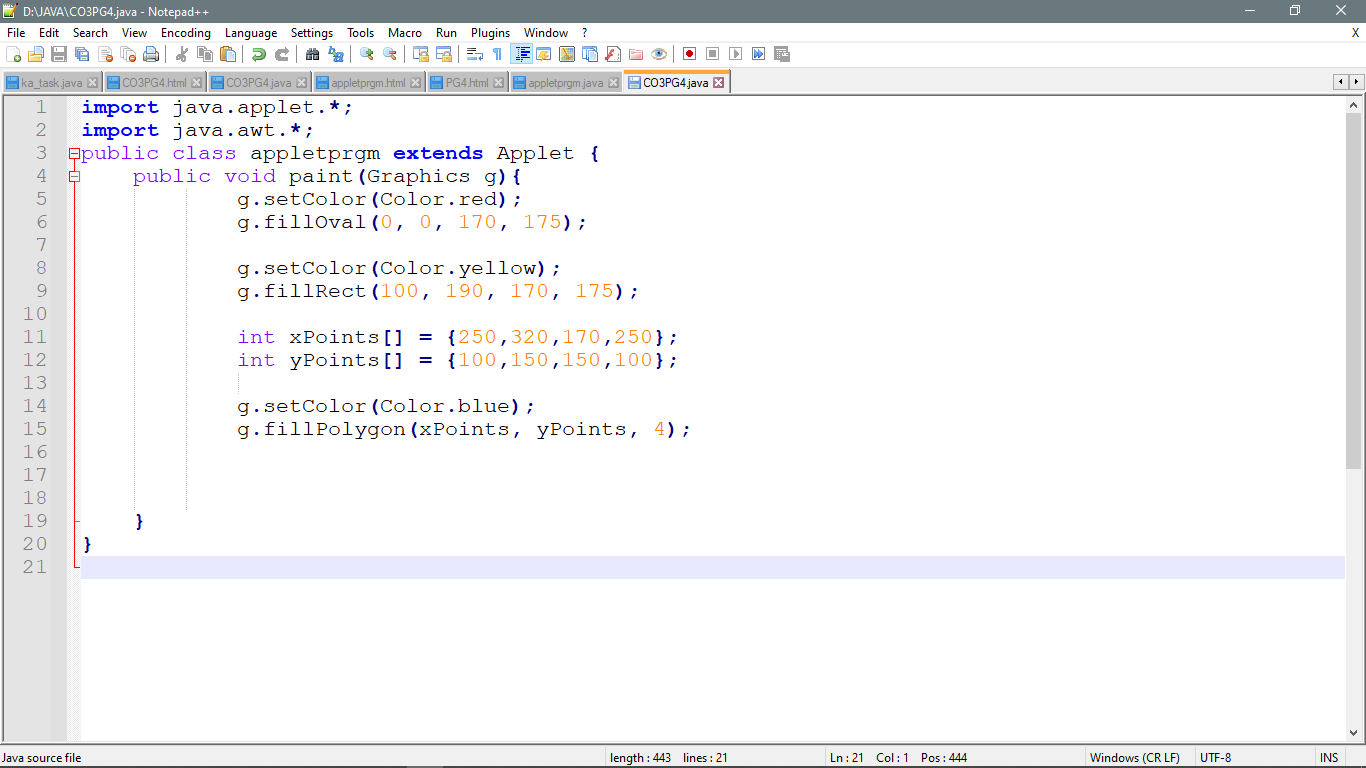 D:\JAVA\CO3PG4.java - Notepad++
File Edit Search View Encoding Language Settings Tools Macro Run Plugins Window ? X
ka_task.java CO3PG4.html CO3PG4.java appletprgm.html PG4.html appletprgm.java CO3PG4.java
1 import java.applet.*;
2 import java.awt.*;
3 public class appletprgm extends Applet {
4 public void paint(Graphics g){
5 g.setColor(Color.red);
6 g.fillOval(0, 0, 170, 175);
7
8 g.setColor(Color.yellow);
9 g.fillRect(100, 190, 170, 175);
10
11 int xPoints[] = {250,320,170,250};
12 int yPoints[] = {100,150,150,100};
13
14 g.setColor(Color.blue);
15 g.fillPolygon(xPoints, yPoints, 4);
16
17
18
19 }
20 }
21
Java source file length : 443 lines : 21 Ln : 21 Col : 1 Pos : 444 Windows (CR LF) UTF-8 INS